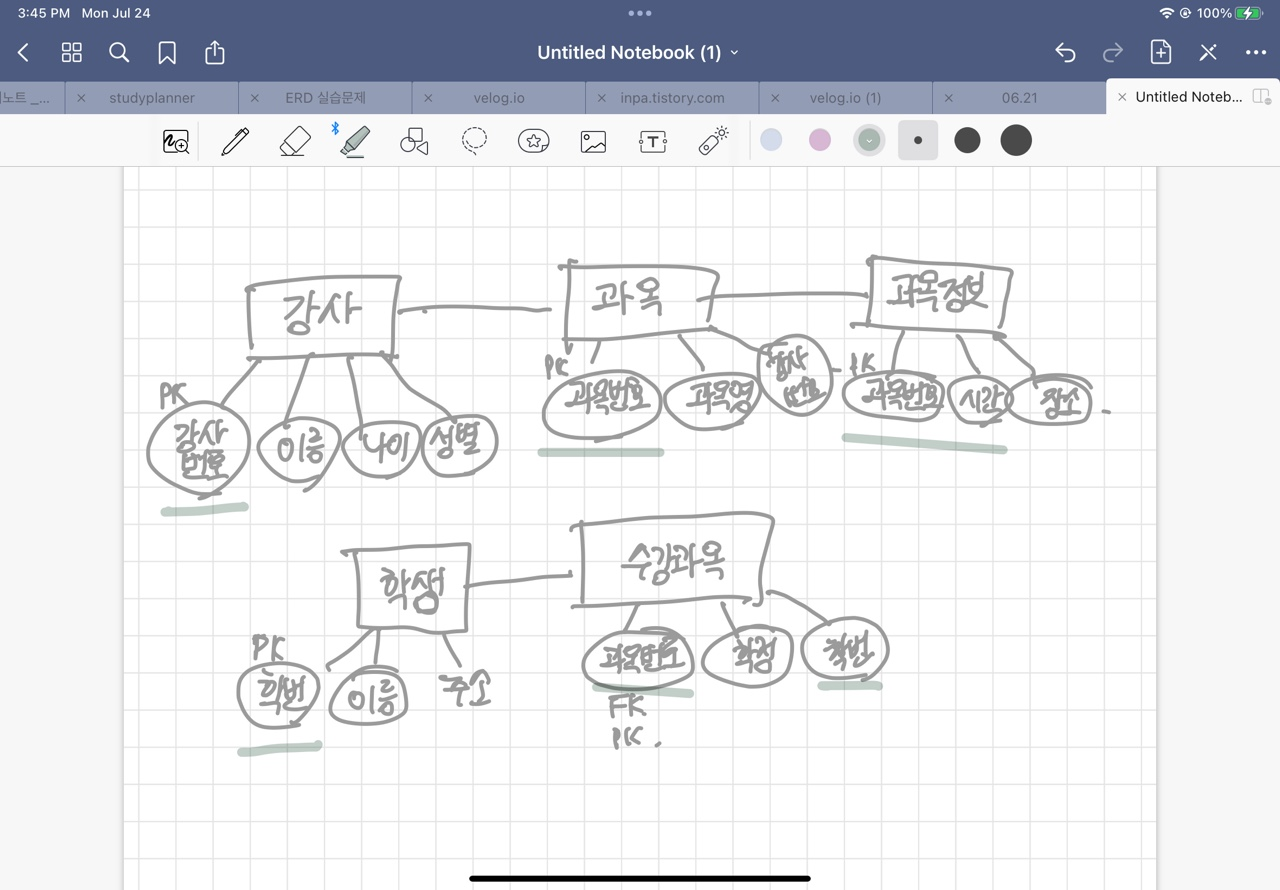 3:45 PM Mon Jul 24
100%
Untitled Notebook (1)
노트 _...
studyplanner
ERD 실습문제
velog.io
inpa.tistory.com
velog.io (1)
06.21
Untitled Noteb...
T
강사
과목
과목정보
PK
강사
번호
이름
나이
성별
PK
과목번호
과목명
강사
번호
PK
과목번호
시간
장소
학생
수강과목
PK
학번
이름
주소
과목번호
학점
학번
FK
PK.